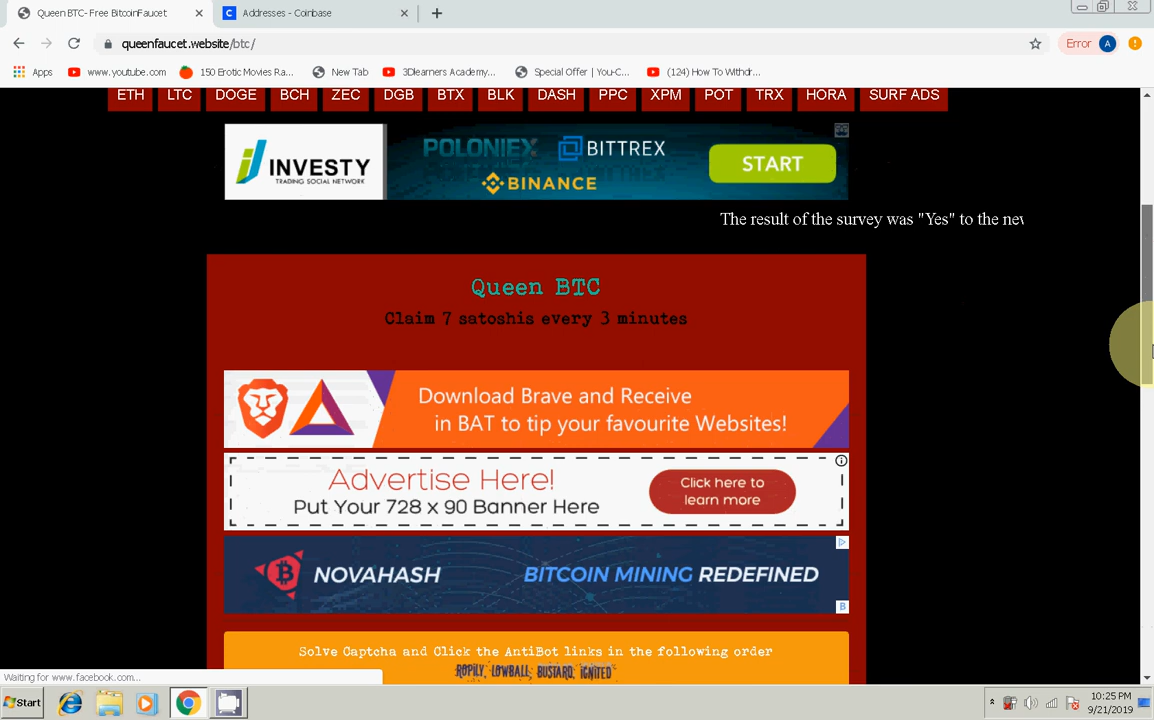 Queen BTC- Free BitcoinFaucet
Addresses - Coinbase
queenfaucet.website/btc/
Error A
Apps
www.youtube.com
150 Erotic Movies Ra...
New Tab
3Dlearners Academy...
Special Offer | You-C...
(124) How To Withdr...
ETH LTC DOGE BCH ZEC DGB BTX BLK DASH PPC XPM POT TRX HORA SURF ADS
INVESTY
TRADING SOCIAL NETWORK
POLONIEX BITTREX
BINANCE
START
The result of the survey was "Yes" to the nev
Queen BTC
Claim 7 satoshis every 3 minutes
Download Brave and Receive
in BAT to tip your favourite Websites!
Advertise Here!
Put Your 728 x 90 Banner Here
Click here to
learn more
NOVAHASH
BITCOIN MINING REDEFINED
B
Solve Captcha and Click the AntiBot links in the following order
ROPILY, LOWBALL, BUSTARD, IGNITED
Waiting for www.facebook.com...
Start
10:25 PM
9/21/2019